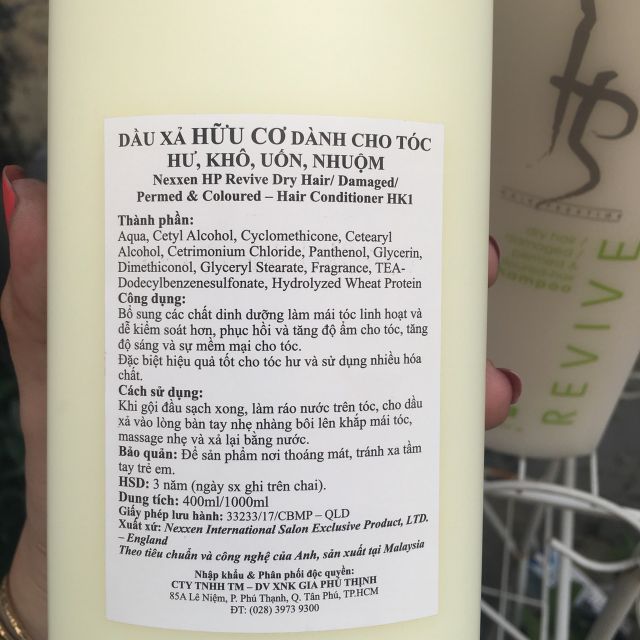 DẦU XẢ HỮU CƠ DÀNH CHO TÓC
HƯ, KHÔ, UỐN, NHUỘM
Nexxen HP Revive Dry Hair/ Damaged/
Permed & Coloured – Hair Conditioner HK1
Thành phần:
Aqua, Cetyl Alcohol, Cyclomethicone, Cetearyl
Alcohol, Cetrimonium Chloride, Panthenol, Glycerin,
Dimethiconol, Glyceryl Stearate, Fragrance, TEA-
Dodecylbenzenesulfonate, Hydrolyzed Wheat Protein
Công dụng:
Bổ sung các chất dinh dưỡng làm mái tóc linh hoạt và
dễ kiểm soát hơn, phục hồi và tăng độ ẩm cho tóc, tăng
độ sáng và sự mềm mại cho tóc.
Đặc biệt hiệu quả tốt cho tóc hư và sử dụng nhiều hóa
chất.
Cách sử dụng:
Khi gội đầu sạch xong, làm ráo nước trên tóc, cho dầu
xả vào lòng bàn tay nhẹ nhàng bôi lên khắp mái tóc,
massage nhẹ và xả lại bằng nước.
Bảo quản: Để sản phẩm nơi thoáng mát, tránh xa tầm
tay trẻ em.
HSD: 3 năm (ngày sx ghi trên chai).
Dung tích: 400ml/1000ml
Giấy phép lưu hành: 33233/17/CBMP – QLD
Xuất xứ: Nexxen International Salon Exclusive Product, LTD.
– England
Theo tiêu chuẩn và công nghệ của Anh, sản xuất tại Malaysia
Nhập khẩu & Phân phối độc quyền:
CTY TNHH TM – DV XNK GIA PHÚ THỊNH
85A Lê Niệm, P. Phú Thạnh, Q. Tân Phú, TP.HCM
ĐT: (028) 3973 9300
dry hair /
damaged /
permed &
REVIVE